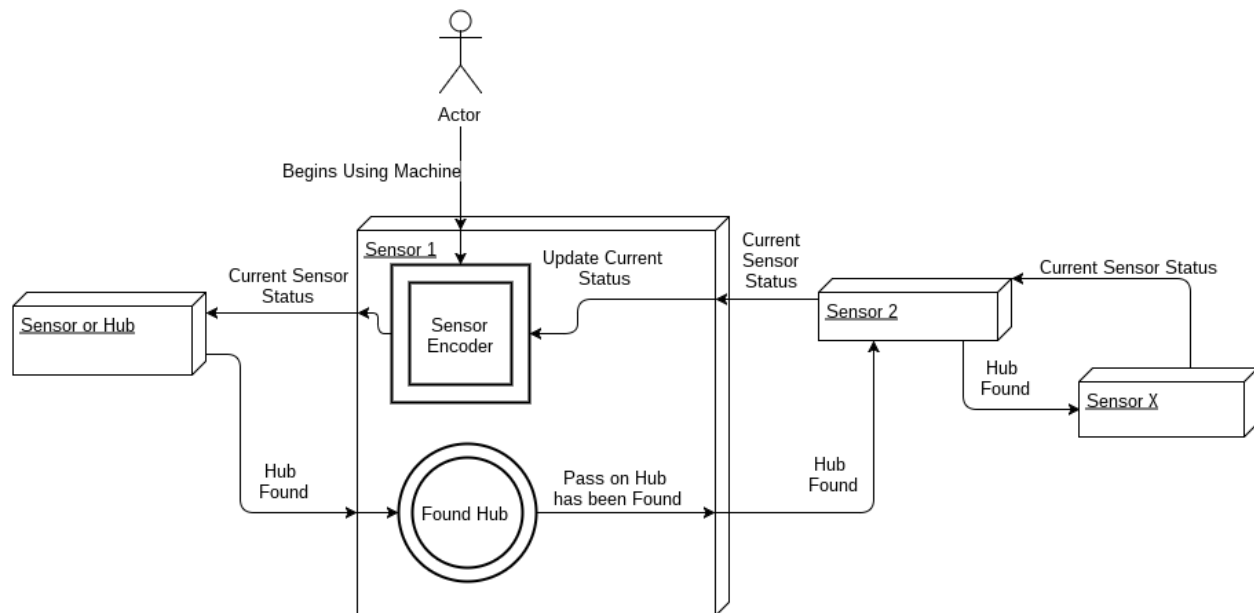 Actor
Begins Using Machine
Sensor 1
Current Sensor
Status
Sensor or Hub
Sensor
Encoder
Update Current
Status
Current
Sensor
Status
Sensor 2
Current Sensor Status
Sensor X
Hub
Found
Hub
Found
Found Hub
Pass on Hub
has been Found
Hub
Found